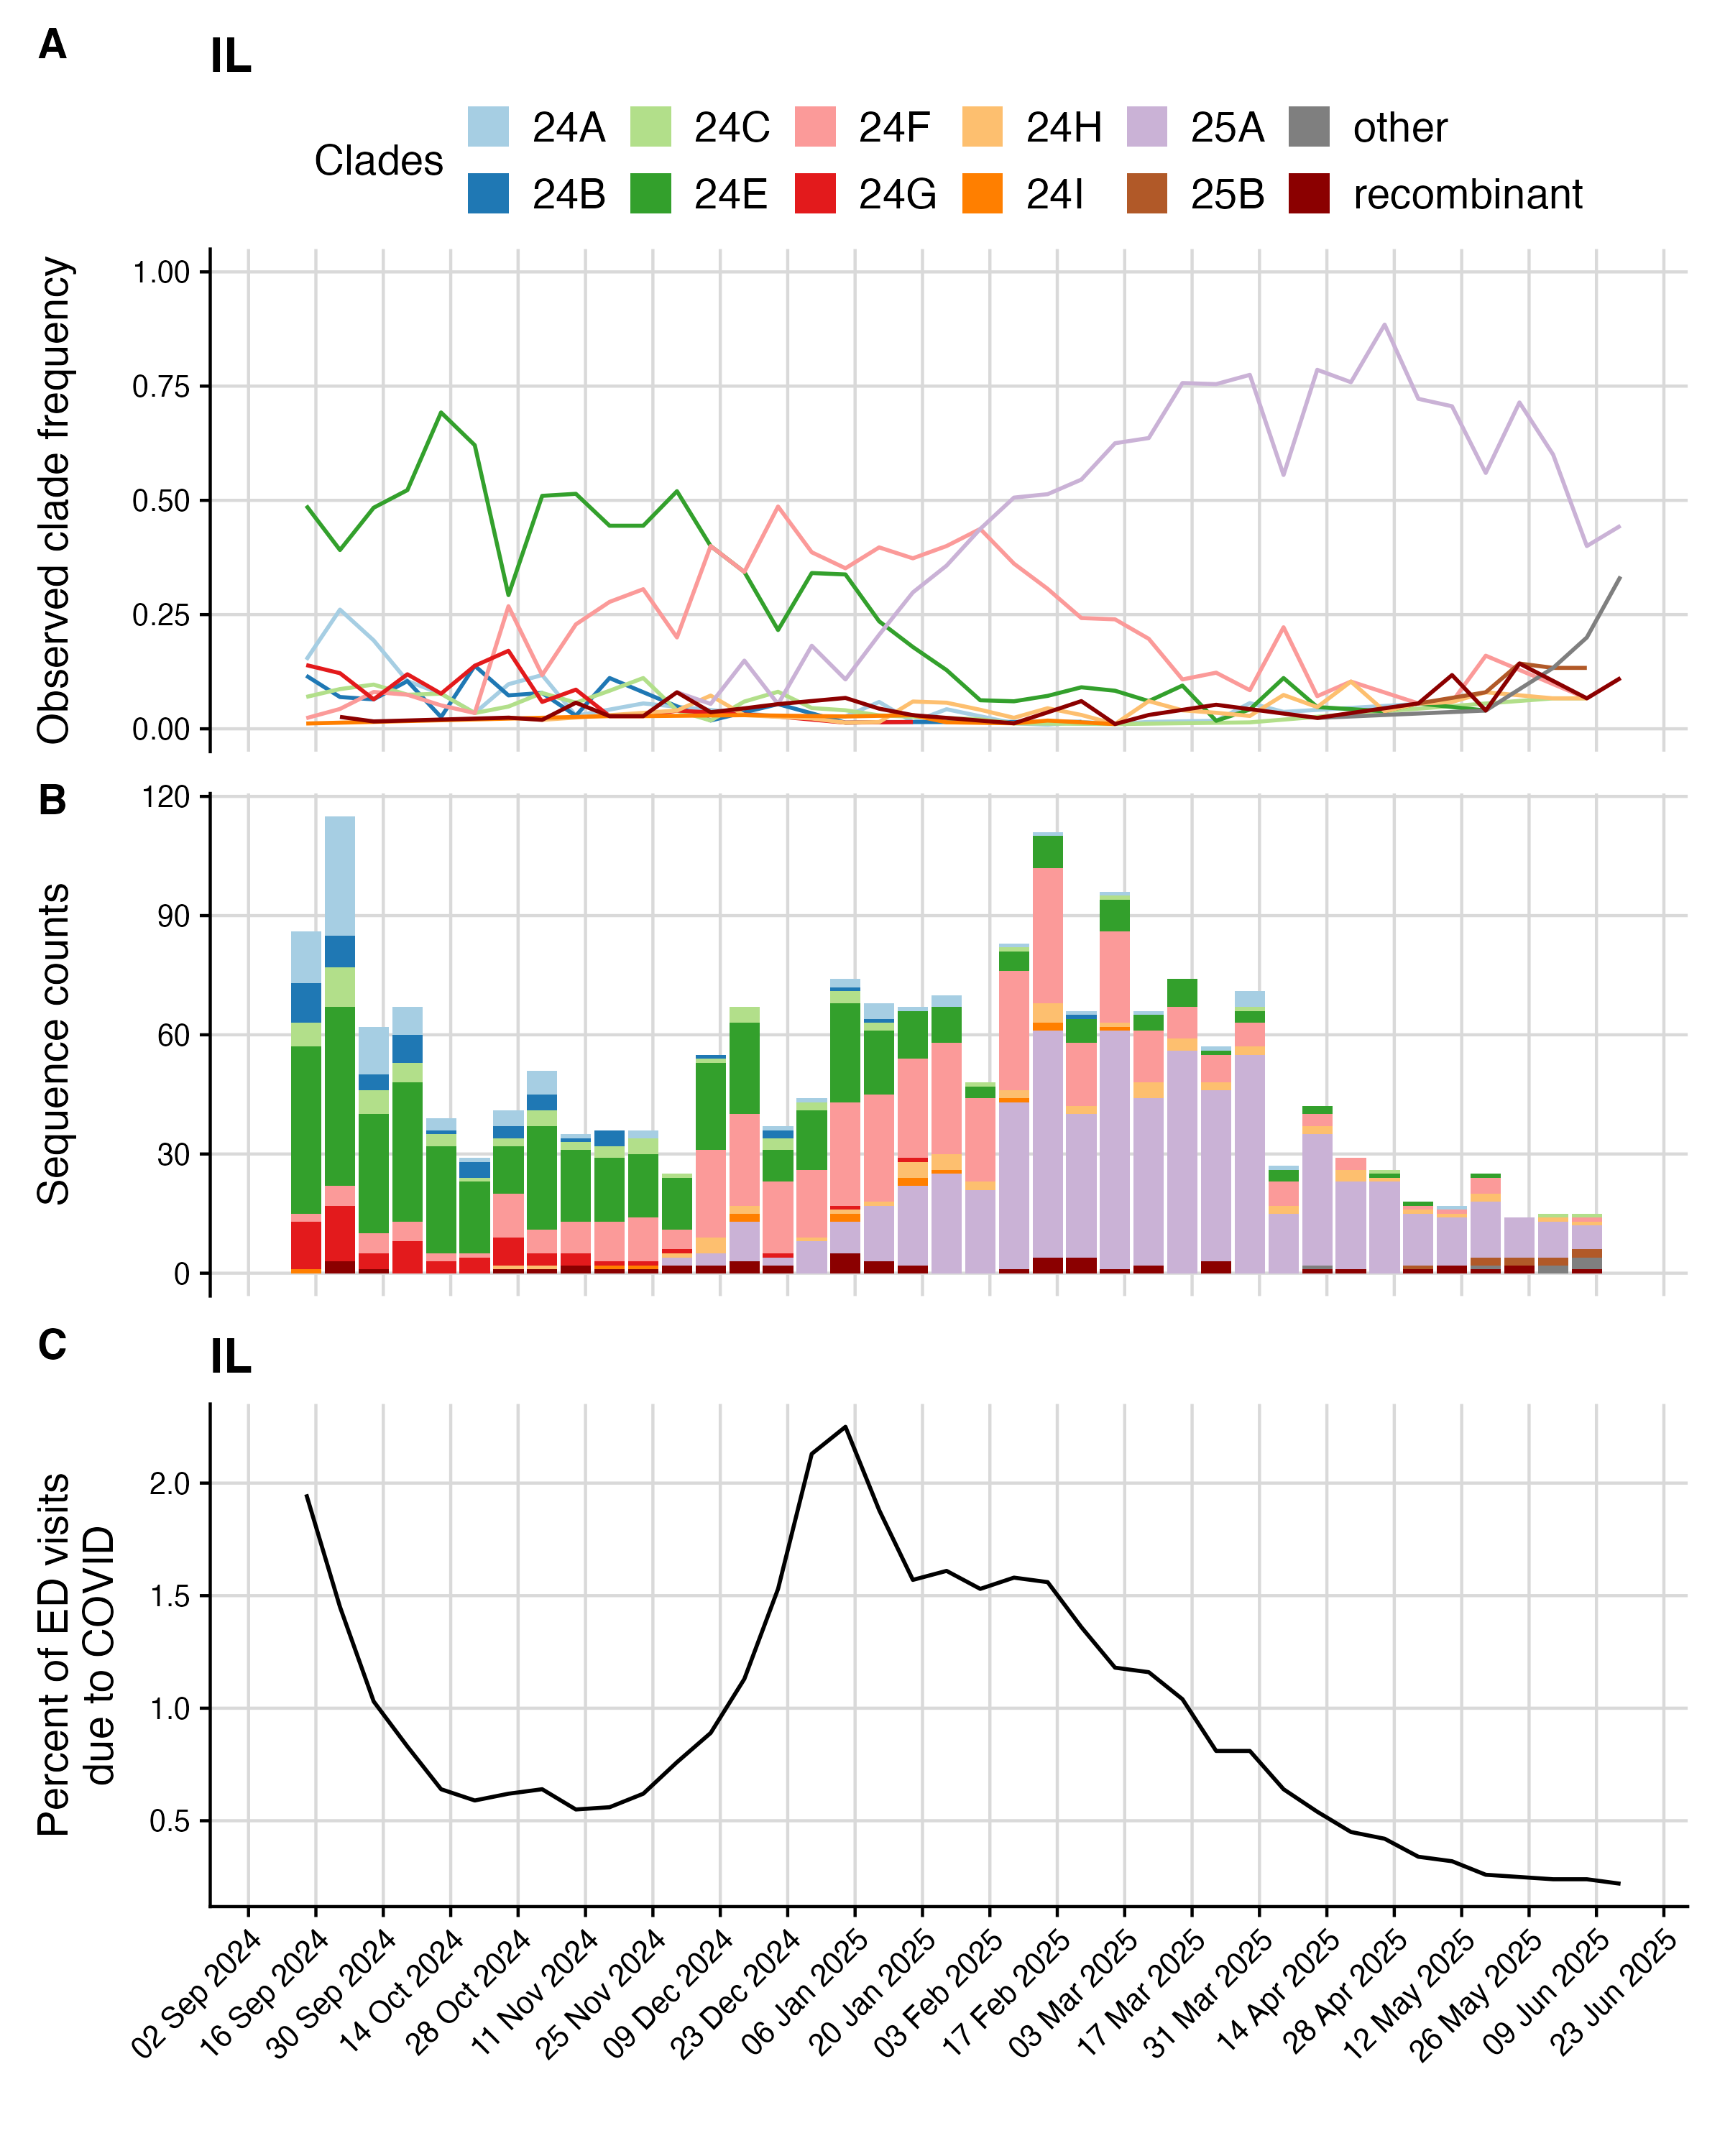 A
IL
Clades
24A 24C 24F 24H 25A other
24B 24E 24G 24I 25B recombinant
Observed clade frequency
1.00
0.75
0.50
0.25
0.00
B
Sequence counts
120
90
60
30
0
C
IL
Percent of ED visits
due to COVID
2.0
1.5
1.0
0.5
02 Sep 2024
16 Sep 2024
30 Sep 2024
14 Oct 2024
28 Oct 2024
11 Nov 2024
25 Nov 2024
09 Dec 2024
23 Dec 2024
06 Jan 2025
20 Jan 2025
03 Feb 2025
17 Feb 2025
03 Mar 2025
17 Mar 2025
31 Mar 2025
14 Apr 2025
28 Apr 2025
12 May 2025
26 May 2025
09 Jun 2025
23 Jun 2025